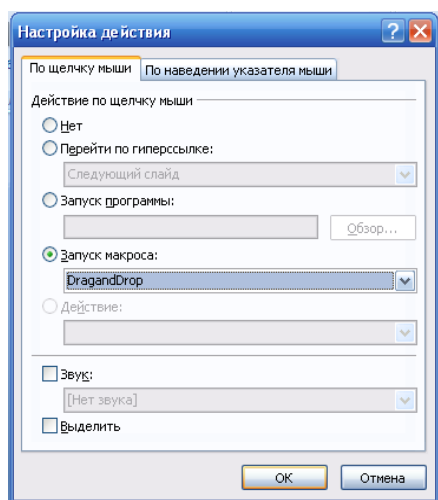 Настройка действия
По щелчку мыши По наведении указателя мыши
Действие по щелчку мыши
Нет
Перейти по гиперссылке:
Следующий слайд
Запуск программы:
Обзор...
Запуск макроса:
DragandDrop
Действие:
Звук:
[Нет звука]
Выделить
ОК Отмена